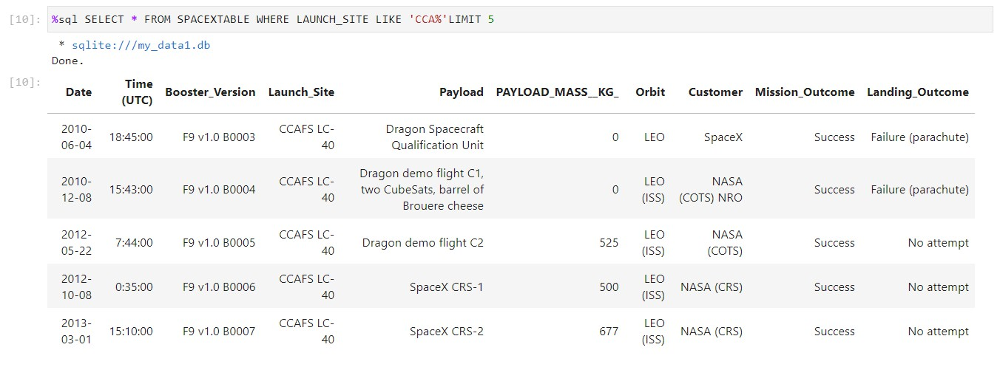 [10]: %sql SELECT * FROM SPACEXTABLE WHERE LAUNCH_SITE LIKE 'CCA%'LIMIT 5
* sqlite:///my_data1.db
Done.
[10]:
Date Time (UTC) Booster_Version Launch_Site Payload PAYLOAD_MASS__KG_ Orbit Customer Mission_Outcome Landing_Outcome
2010-06-04 18:45:00 F9 v1.0 B0003 CCAFS LC-40 Dragon Spacecraft Qualification Unit 0 LEO SpaceX Success Failure (parachute)
2010-12-08 15:43:00 F9 v1.0 B0004 CCAFS LC-40 Dragon demo flight C1, two CubeSats, barrel of Brouere cheese 0 LEO (ISS) NASA (COTS) NRO Success Failure (parachute)
2012-05-22 7:44:00 F9 v1.0 B0005 CCAFS LC-40 Dragon demo flight C2 525 LEO (ISS) NASA (COTS) Success No attempt
2012-10-08 0:35:00 F9 v1.0 B0006 CCAFS LC-40 SpaceX CRS-1 500 LEO (ISS) NASA (CRS) Success No attempt
2013-03-01 15:10:00 F9 v1.0 B0007 CCAFS LC-40 SpaceX CRS-2 677 LEO (ISS) NASA (CRS) Success No attempt